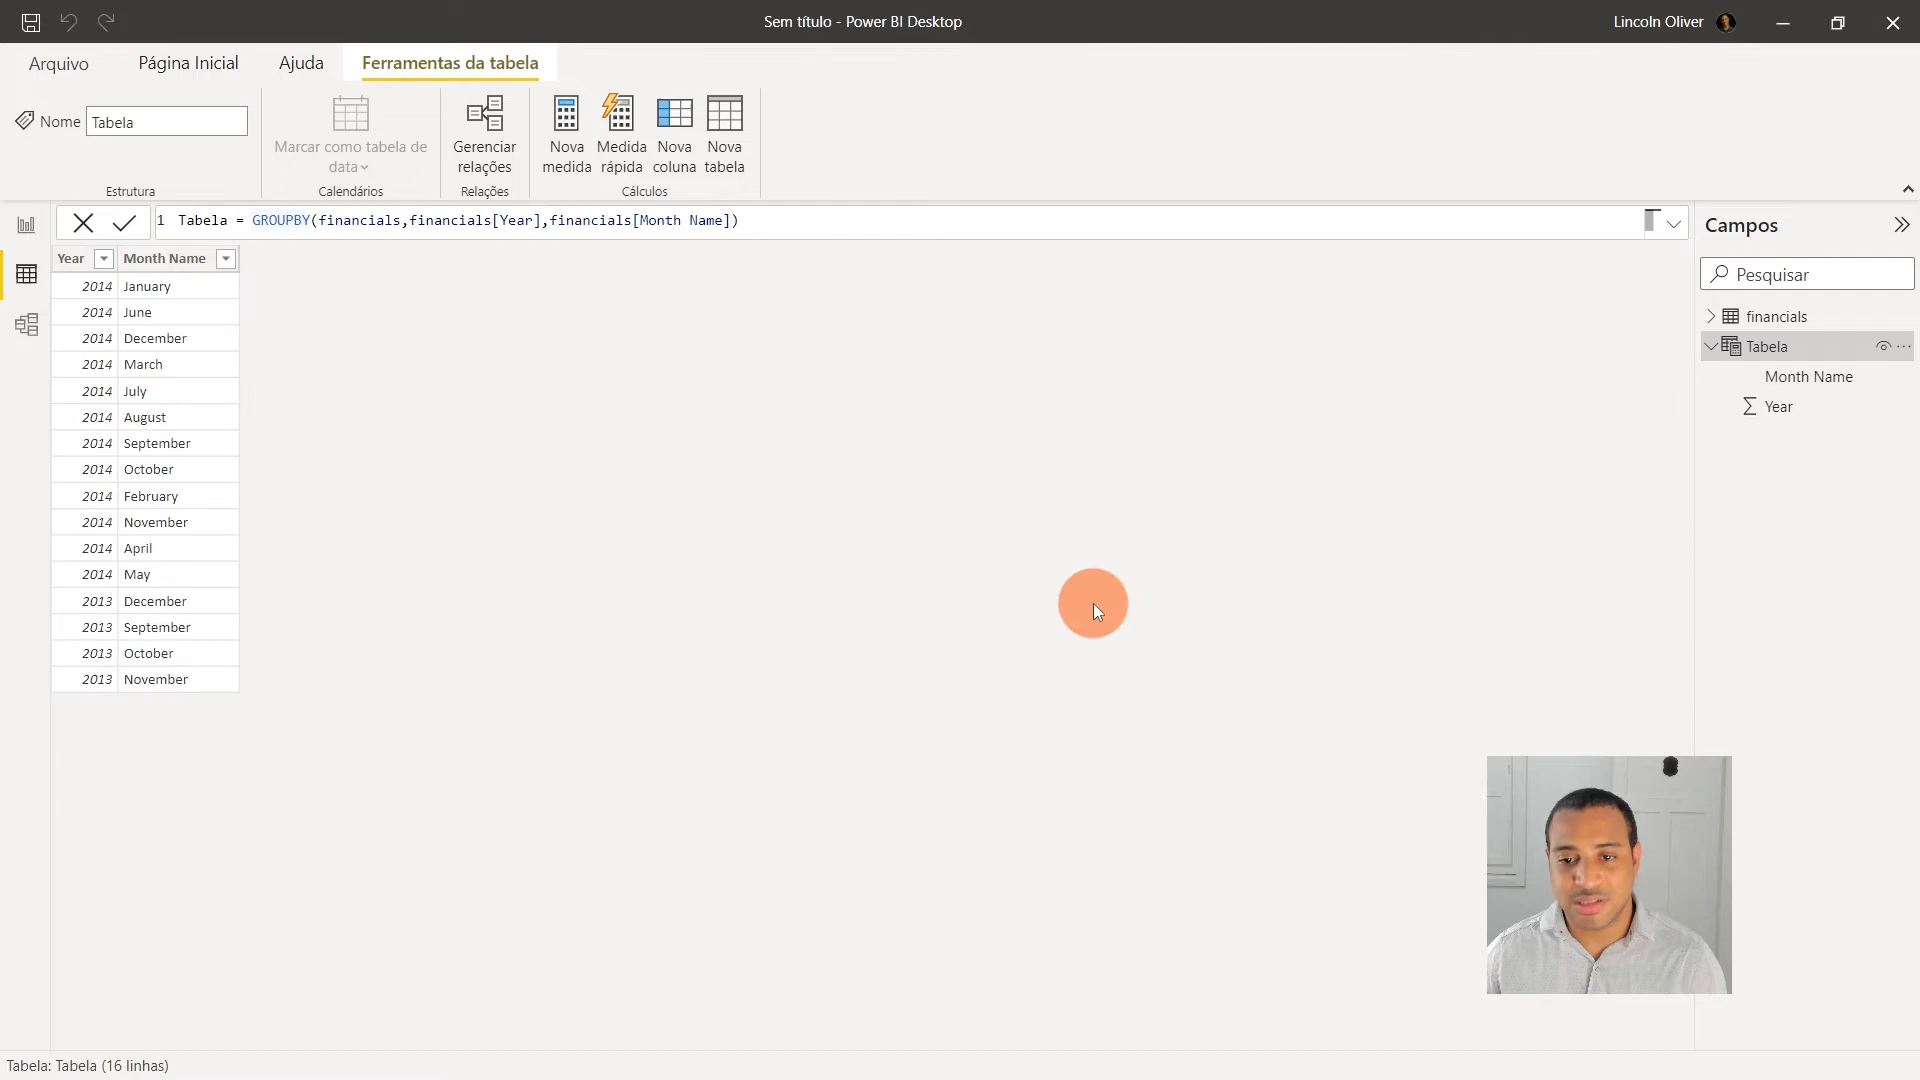 Sem título - Power BI Desktop
Lincoln Oliver
Arquivo
Página Inicial
Ajuda
Ferramentas da tabela
Nome
Tabela
Estrutura
Marcar como tabela de
data
Calendários
Gerenciar
relações
Relações
Nova
medida
Medida
rápida
Nova
coluna
Nova
tabela
Cálculos
1 Tabela = GROUPBY(financials,financials[Year],financials[Month Name])
Year Month Name
2014 January
2014 June
2014 December
2014 March
2014 July
2014 August
2014 September
2014 October
2014 February
2014 November
2014 April
2014 May
2013 December
2013 September
2013 October
2013 November
Campos
Pesquisar
financials
Tabela
Month Name
Year
Tabela: Tabela (16 linhas)